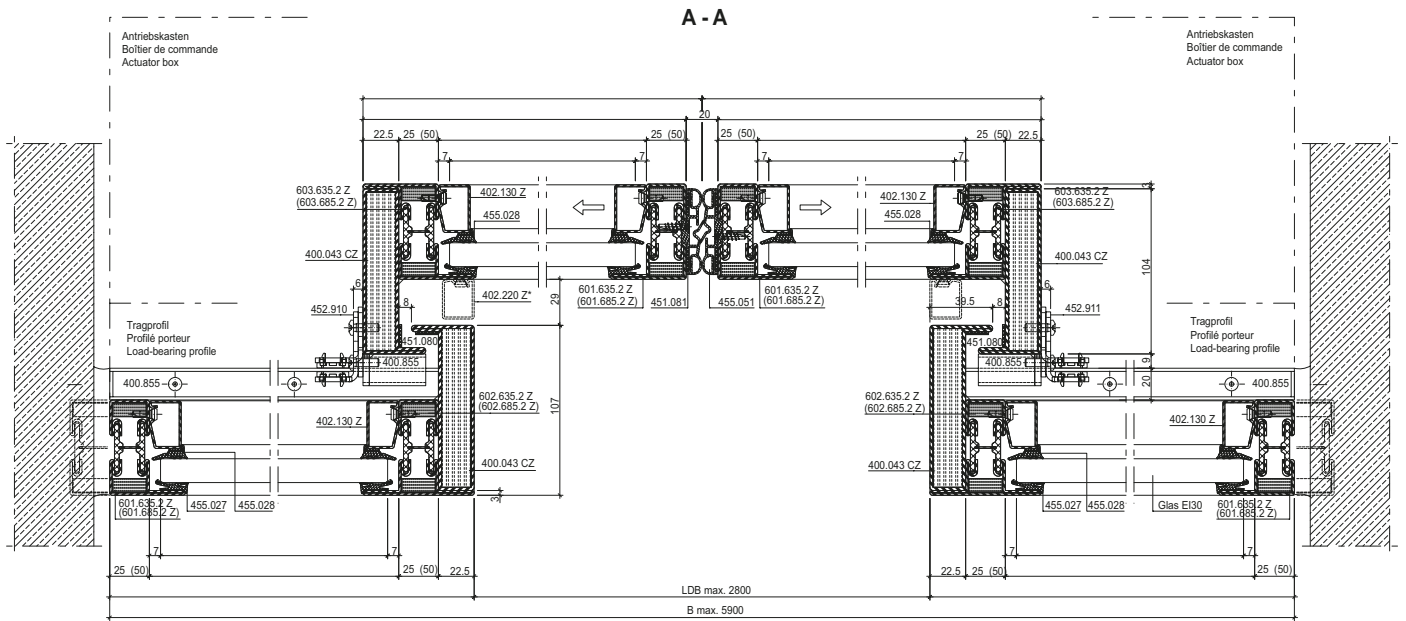 A - A
Antriebskasten
Boîtier de commande
Actuator box
Antriebskasten
Boîtier de commande
Actuator box
20
22.5
25 (50)
25 (50)
25 (50)
25 (50)
22.5
7
7
7
7
603.635.2 Z
(603.685.2 Z)
402.130 Z
455.028
400.043 CZ
402.130 Z
455.028
603.635.2 Z
(603.685.2 Z)
400.043 CZ
3
104
6
8
29
402.220 Z*
601.635.2 Z
(601.685.2 Z)
451.081
455.051
601.635.2 Z
(601.685.2 Z)
39.5
8
6
452.910
452.911
Tragprofil
Profilé porteur
Load-bearing profile
Tragprofil
Profilé porteur
Load-bearing profile
451.080
400.855
451.080
400.855
9
20
400.855
400.855
402.130 Z
602.635.2 Z
(602.685.2 Z)
107
602.635.2 Z
(602.685.2 Z)
402.130 Z
400.043 CZ
400.043 CZ
3
601.635.2 Z
(601.685.2 Z)
455.027
455.028
455.027
455.028
Glas EI30
601.635.2 Z
(601.685.2 Z)
7
7
7
7
25 (50)
25 (50)
22.5
22.5
25 (50)
25 (50)
LDB max. 2800
B max. 5900